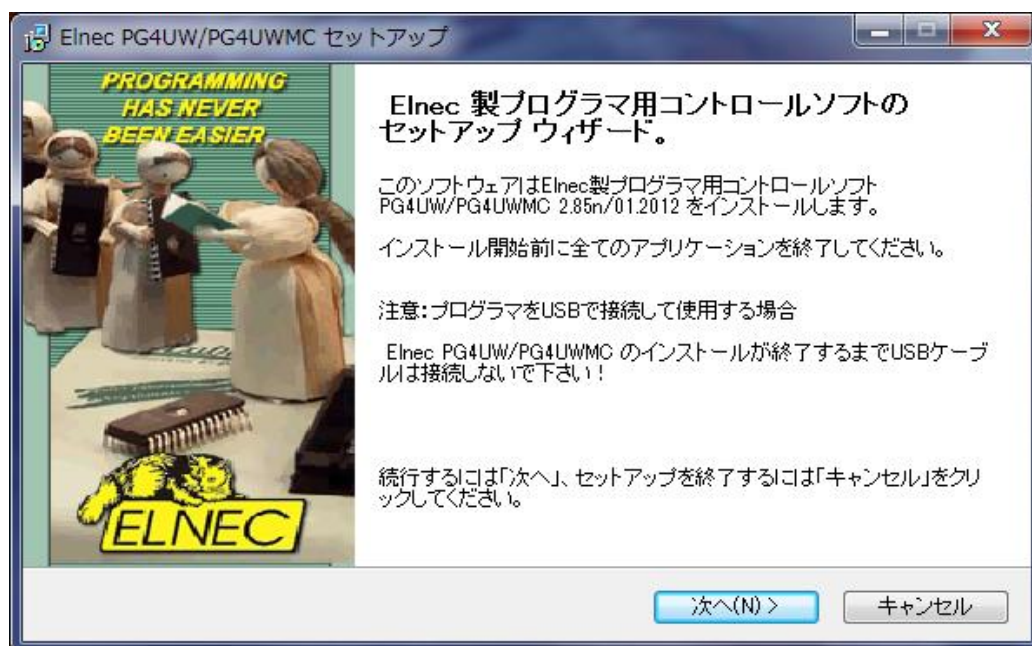 Elnec PG4UW/PG4UWMC セットアップ
PROGRAMMING
HAS NEVER
BEEN EASIER
Elnec 製プログラマ用コントロールソフトの
セットアップ ウィザード。
このソフトウェアはElnec製プログラマ用コントロールソフト
PG4UW/PG4UWMC 2.85n/01.2012 をインストールします。
インストール開始前に全てのアプリケーションを終了してください。
注意:プログラマをUSBで接続して使用する場合
Elnec PG4UW/PG4UWMC のインストールが終了するまでUSBケーブ
ルは接続しないで下さい!
続行するには「次へ」、セットアップを終了するには「キャンセル」をクリ
ックしてください。
ELNEC
次へ(N) >
キャンセル